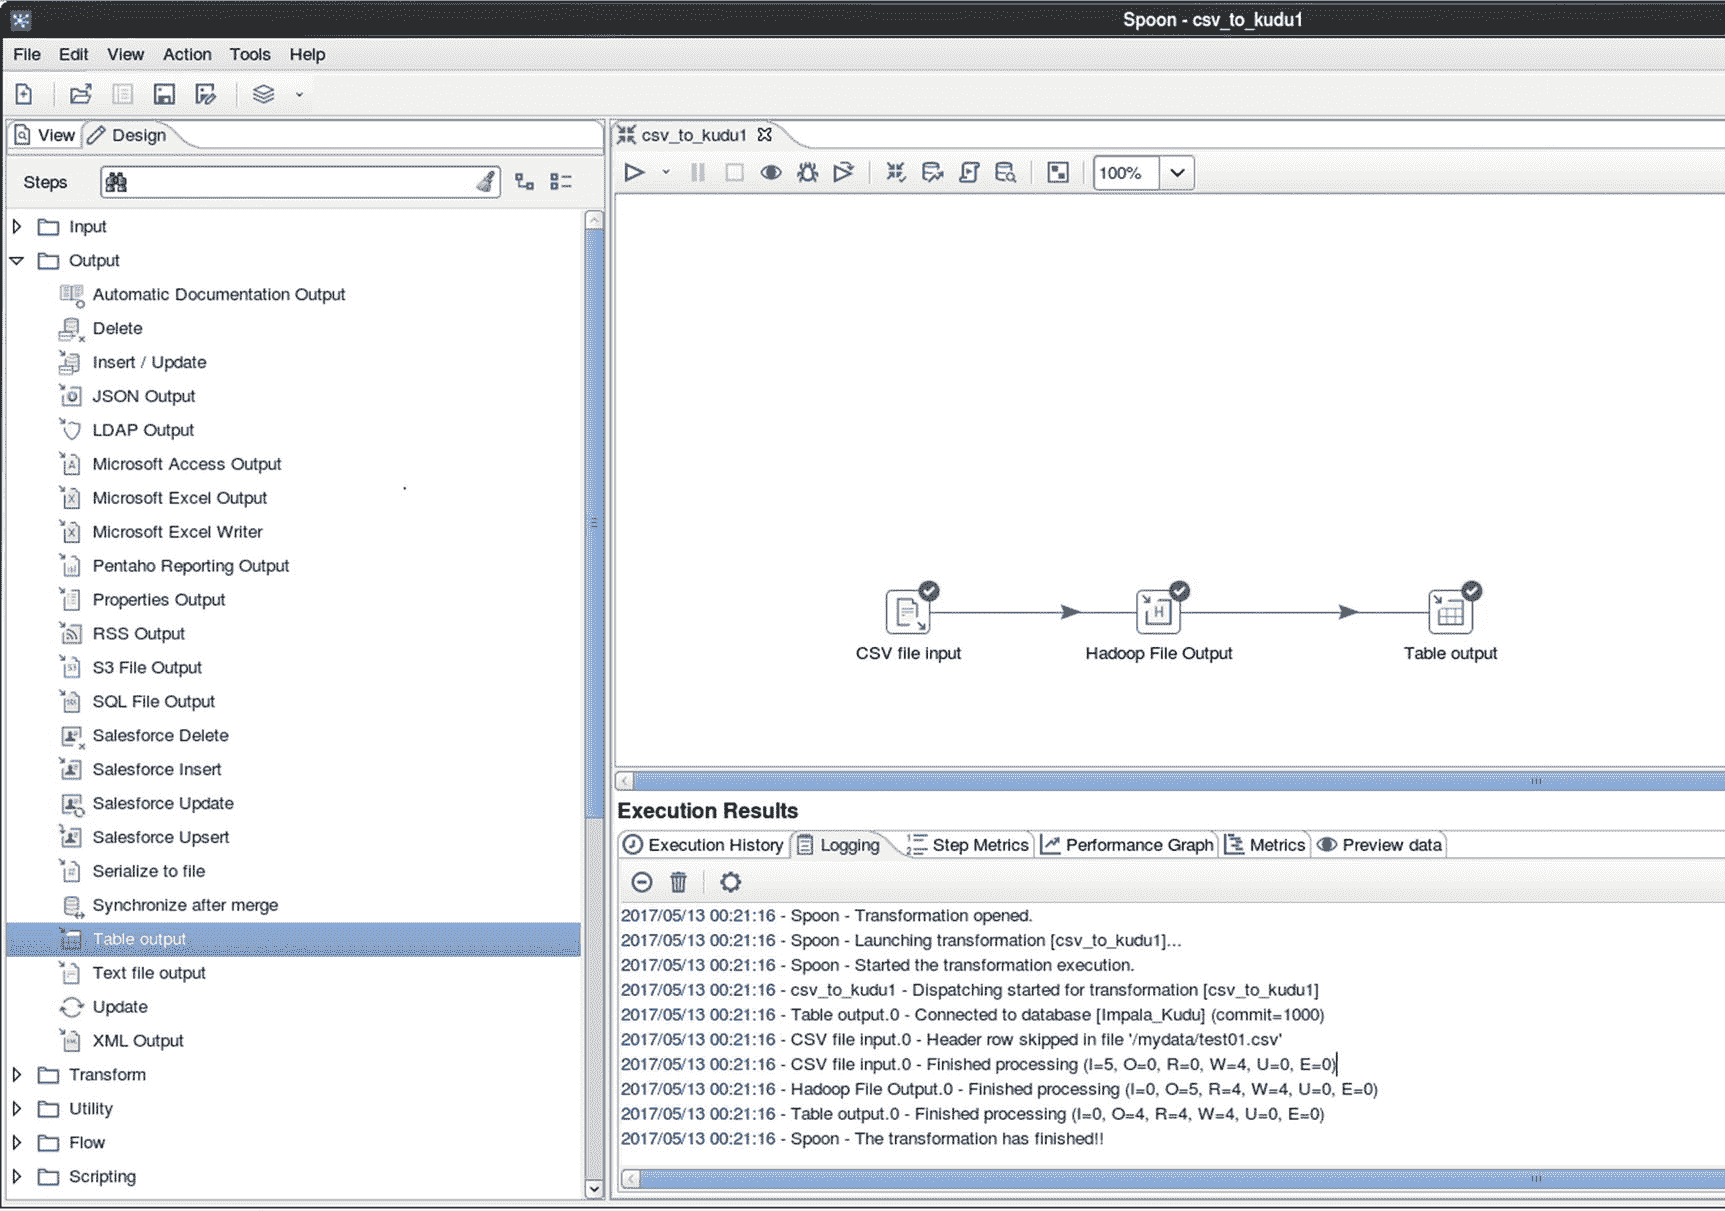 Spoon - csv_to_kudu1
File Edit View Action Tools Help
View Design
Steps
Input
Output
Automatic Documentation Output
Delete
Insert / Update
JSON Output
LDAP Output
Microsoft Access Output
Microsoft Excel Output
Microsoft Excel Writer
Pentaho Reporting Output
Properties Output
RSS Output
S3 File Output
SQL File Output
Salesforce Delete
Salesforce Insert
Salesforce Update
Salesforce Upsert
Serialize to file
Synchronize after merge
Table output
Text file output
Update
XML Output
Transform
Utility
Flow
Scripting
csv_to_kudu1
100%
CSV file input Hadoop File Output Table output
Execution Results
Execution History Logging Step Metrics Performance Graph Metrics Preview data
2017/05/13 00:21:16 - Spoon - Transformation opened.
2017/05/13 00:21:16 - Spoon - Launching transformation [csv_to_kudu1]...
2017/05/13 00:21:16 - Spoon - Started the transformation execution.
2017/05/13 00:21:16 - csv_to_kudu1 - Dispatching started for transformation [csv_to_kudu1]
2017/05/13 00:21:16 - Table output.0 - Connected to database [Impala_Kudu] (commit=1000)
2017/05/13 00:21:16 - CSV file input.0 - Header row skipped in file '/mydata/test01.csv'
2017/05/13 00:21:16 - CSV file input.0 - Finished processing (I=5, O=0, R=0, W=4, U=0, E=0)
2017/05/13 00:21:16 - Hadoop File Output.0 - Finished processing (I=0, O=5, R=4, W=4, U=0, E=0)
2017/05/13 00:21:16 - Table output.0 - Finished processing (I=0, O=4, R=4, W=4, U=0, E=0)
2017/05/13 00:21:16 - Spoon - The transformation has finished!!